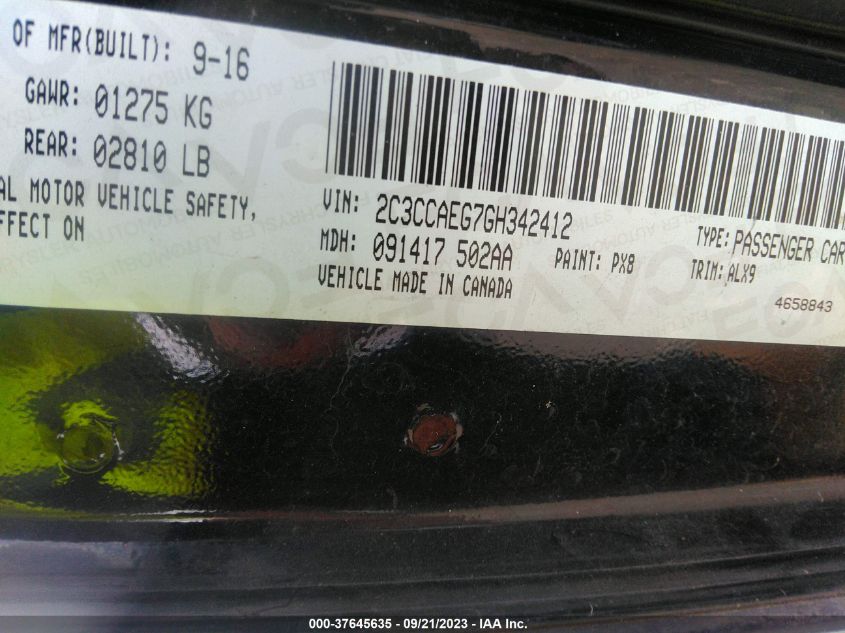 OF MFR(BUILT): 9-16
GAWR: 01275 KG
REAR: 02810 LB
AL MOTOR VEHICLE SAFETY,
FFECT ON
VIN: 2C3CCAEG7GH342412
TYPE: PASSENGER CAR
MDH: 091417 502AA
PAINT: PX8
TRIM: ALX9
VEHICLE MADE IN CANADA
4658843
000-37645635 - 09/21/2023 - IAA Inc.